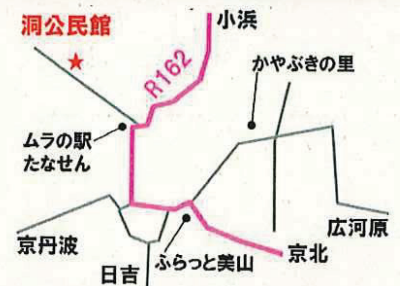 洞公民館
小浜
R162
かやぶきの里
ムラの駅
たなせん
広河原
京丹波
ふらっと美山
京北
日吉